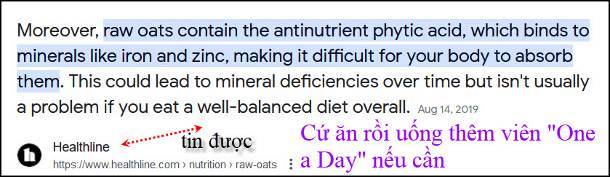 Moreover, raw oats contain the antinutrient phytic acid, which binds to
minerals like iron and zinc, making it difficult for your body to absorb
them. This could lead to mineral deficiencies over time but isn't usually
a problem if you eat a well-balanced diet overall. Aug 14, 2019
Healthline
tin được
https://www.healthline.com › nutrition › raw-oats
Cứ ăn rồi uống thêm viên "One
a Day" nếu cần